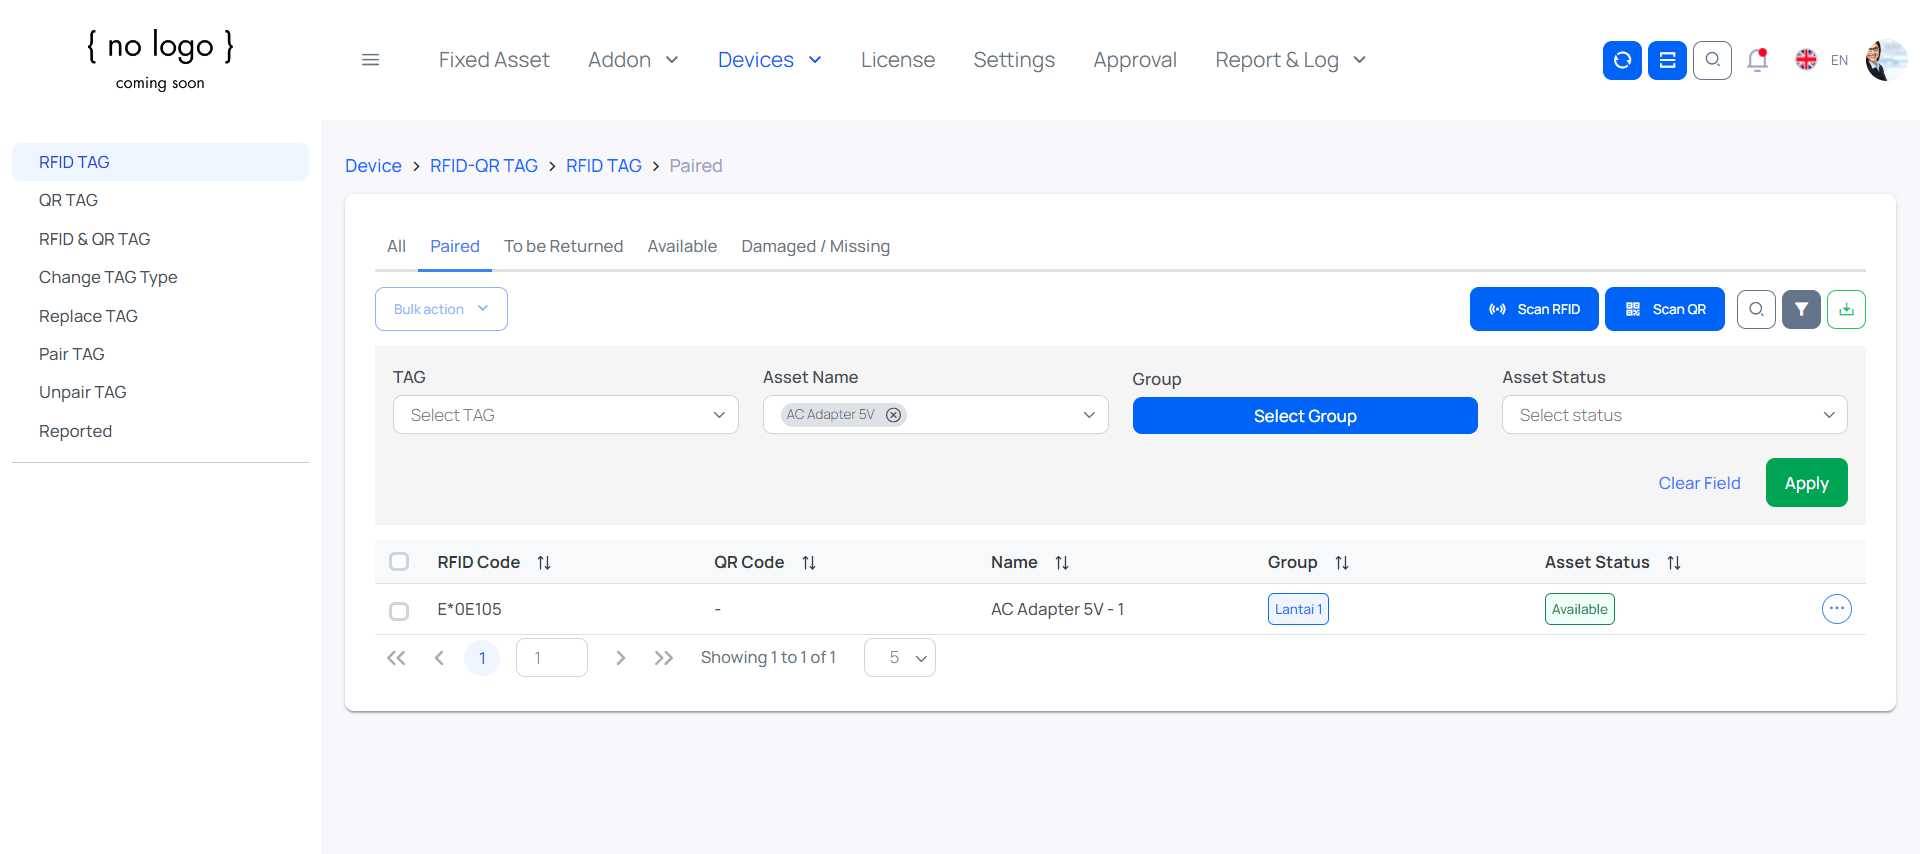 { no logo }
coming soon
Fixed Asset Addon Devices License Settings Approval Report & Log EN
RFID TAG
QR TAG
RFID & QR TAG
Change TAG Type
Replace TAG
Pair TAG
Unpair TAG
Reported
Device > RFID-QR TAG > RFID TAG > Paired
All Paired To be Returned Available Damaged / Missing
Bulk action Scan RFID Scan QR
TAG Asset Name Group Asset Status
Select TAG AC Adapter 5V Select Group Select status
Clear Field Apply
RFID Code QR Code Name Group Asset Status
E*0E105 - AC Adapter 5V - 1 Lantai 1 Available
1 1 Showing 1 to 1 of 1 5